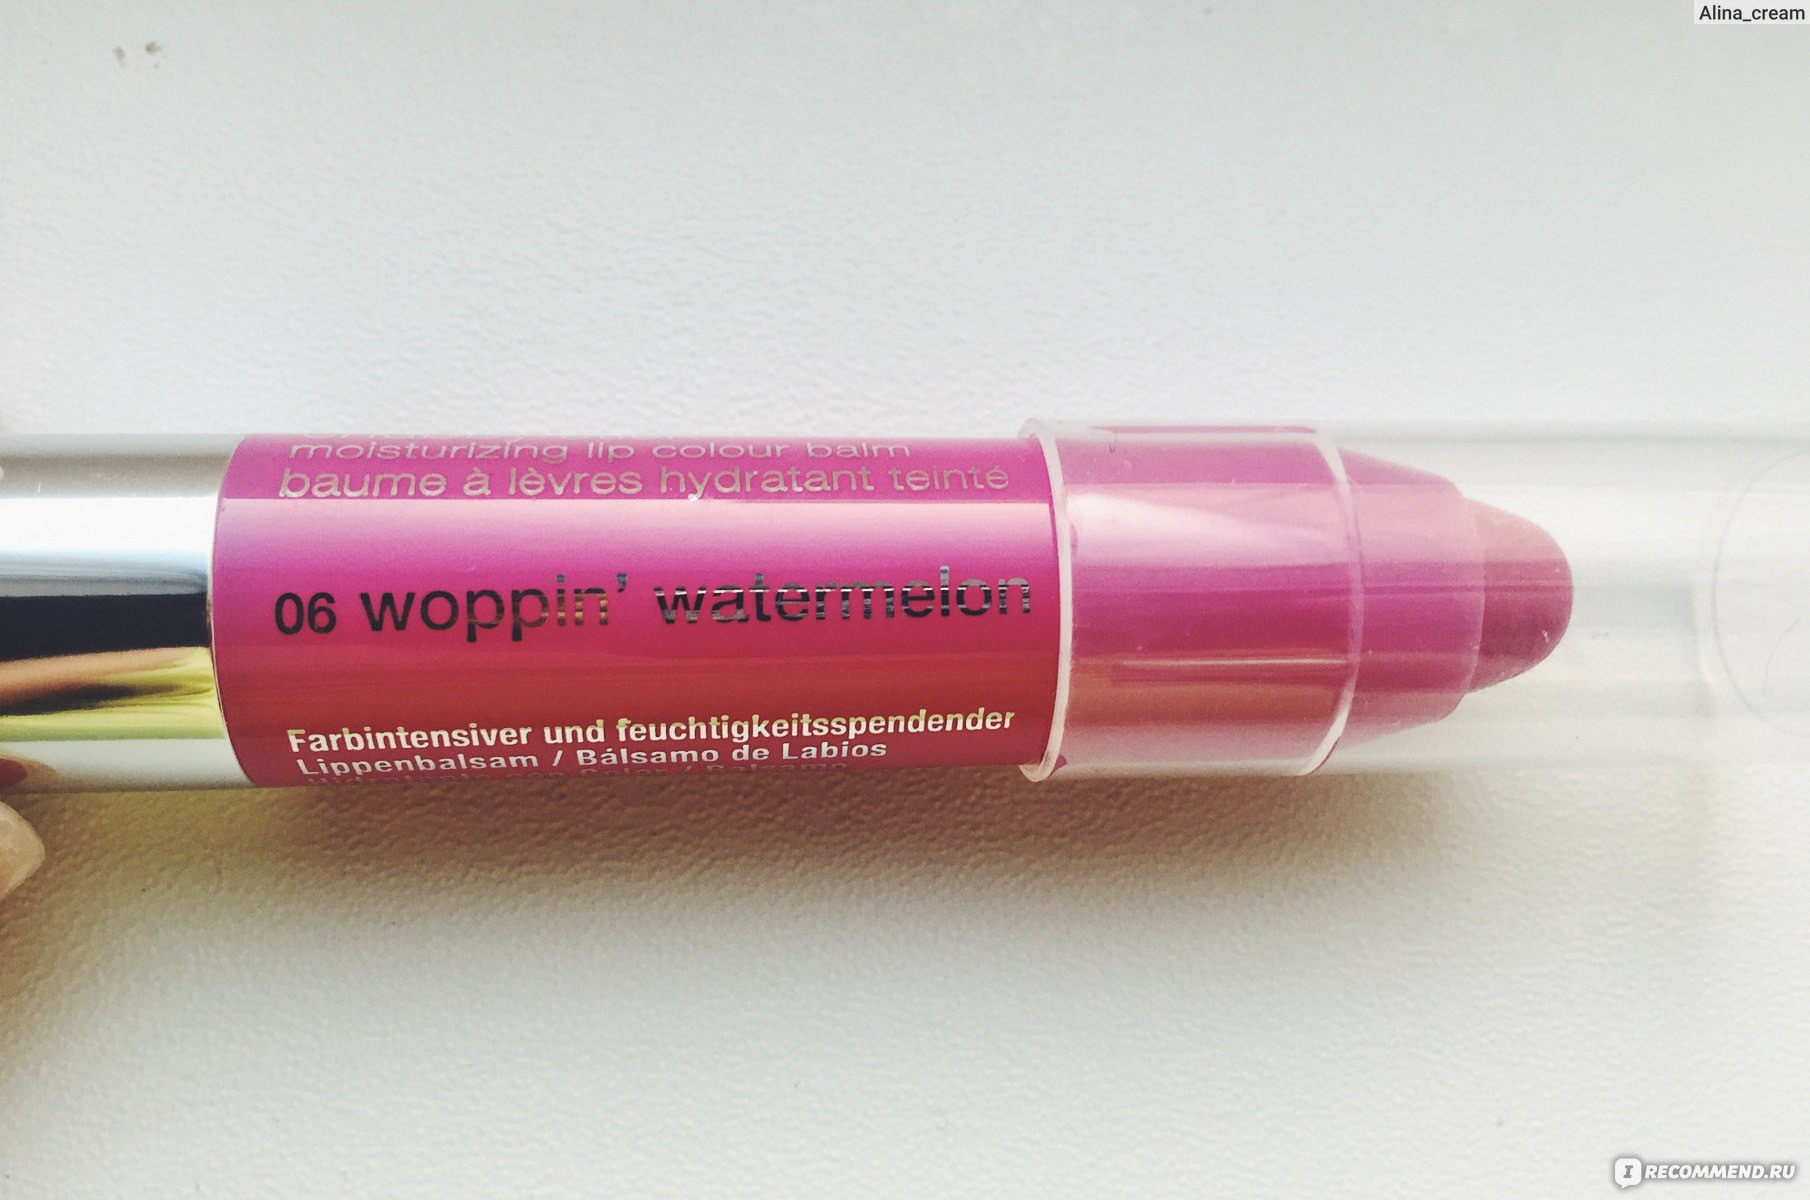 Alina_cream
moisturizing lip colour balm
baume à lèvres hydratant teinté
06 woppin' watermelon
Farbintensiver und feuchtigkeitsspendender
Lippenbalsam / Bálsamo de Labios
IRECOMMEND.RU